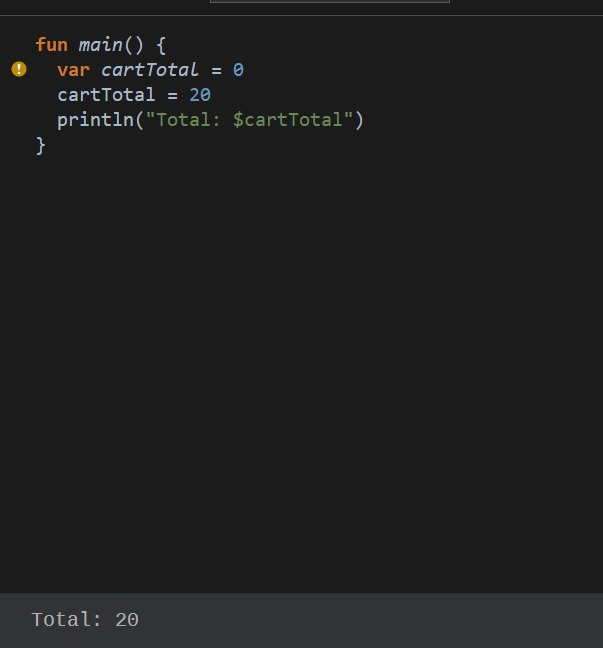 fun main() {
  var cartTotal = 0
  cartTotal = 20
  println("Total: $cartTotal")
}
Total: 20